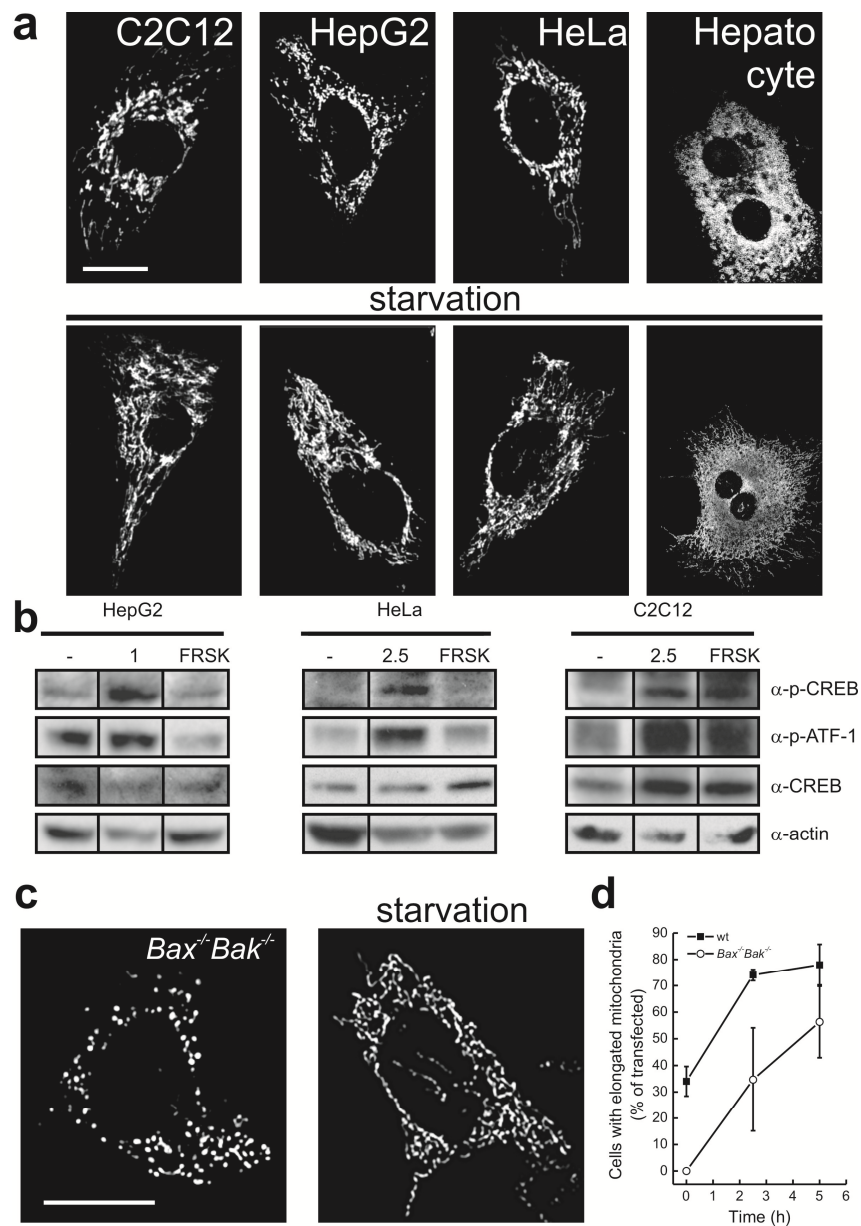 a
C2C12
HepG2
HeLa
Hepato
cyte
starvation
b
HepG2
HeLa
C2C12
- 1 FRSK
- 2.5 FRSK
- 2.5 FRSK
α-p-CREB
α-p-ATF-1
α-CREB
α-actin
c
Bax-/-Bak-/-
starvation
d
wt
Bax-/-Bak-/-
Cells with elongated mitochondria
(% of transfected)
90
80
70
60
50
40
30
20
10
0
0 1 2 3 4 5 6
Time (h)